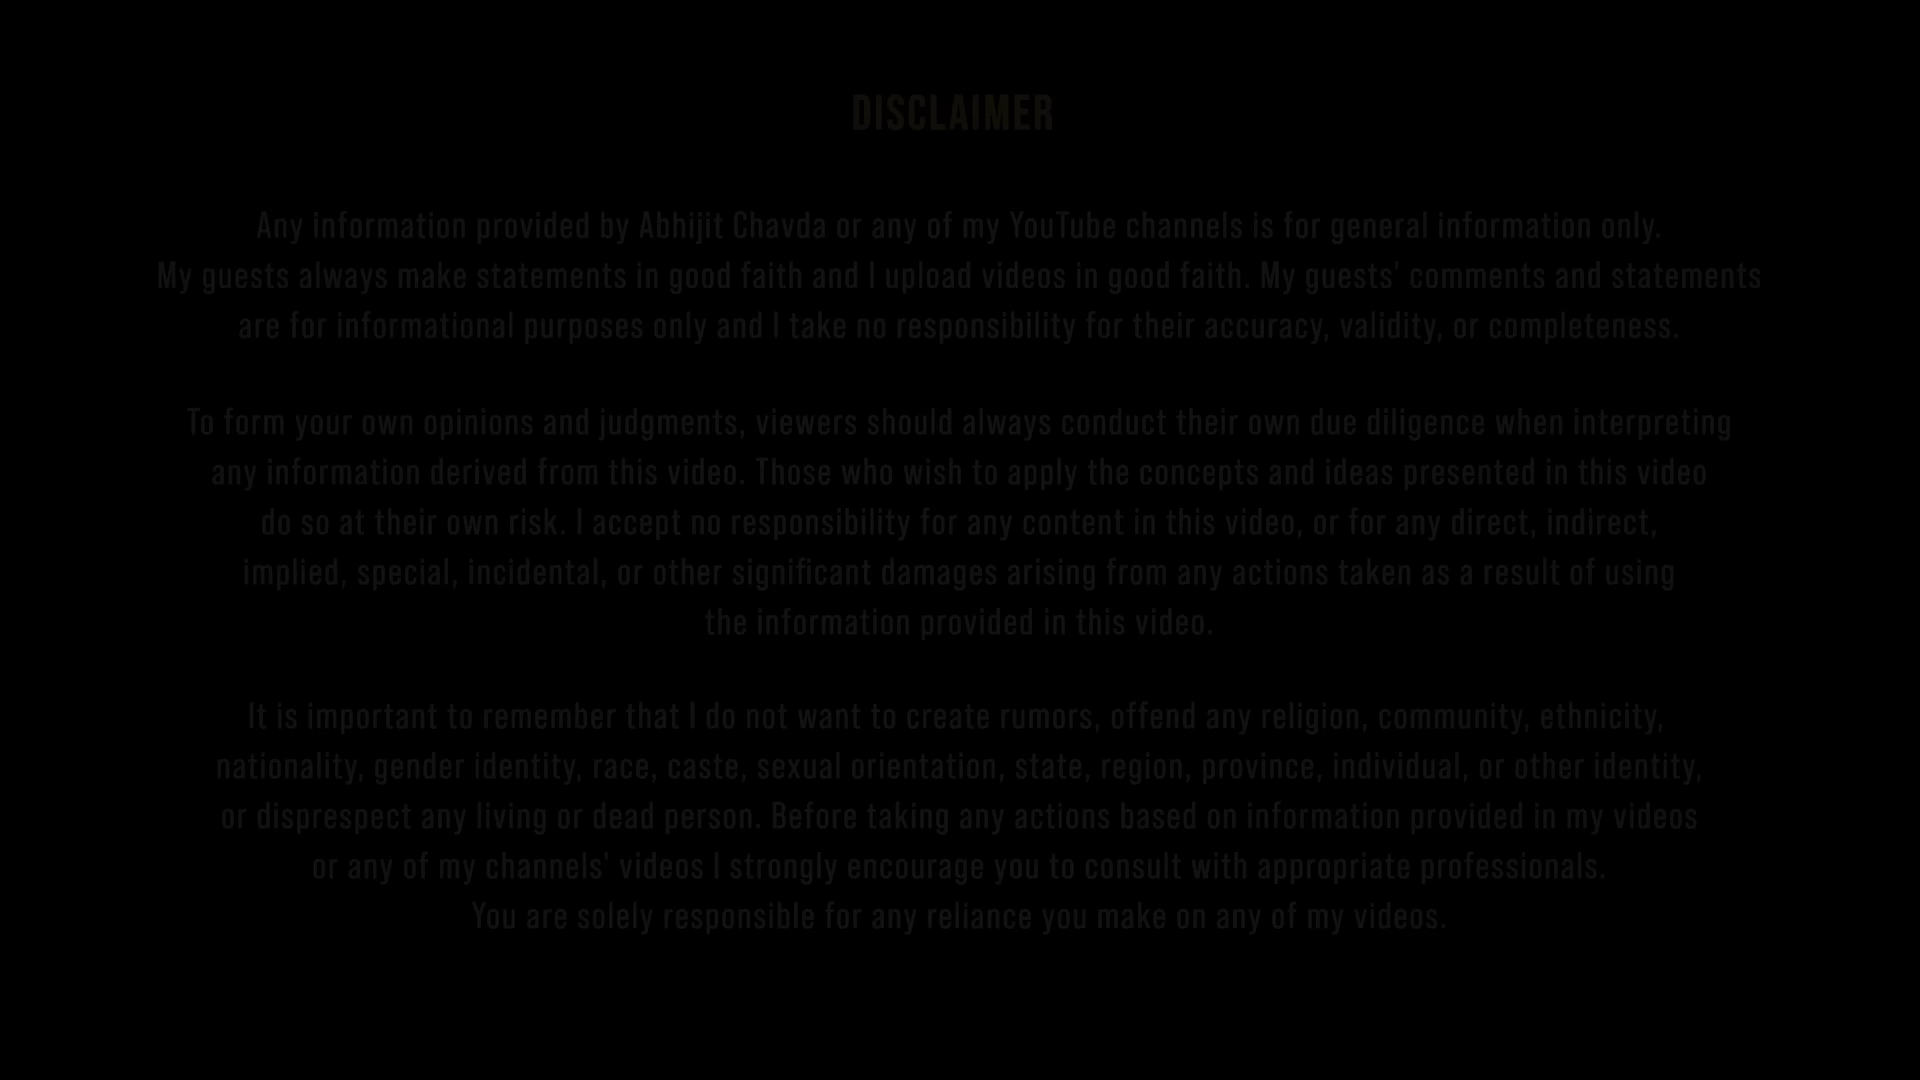 DISCLAIMER
Any information provided by Abhijit Chavda or any of my YouTube channels is for general information only.
My guests always make statements in good faith and I upload videos in good faith. My guests' comments and statements
are for informational purposes only and I take no responsibility for their accuracy, validity, or completeness.
To form your own opinions and judgments, viewers should always conduct their own due diligence when interpreting
any information derived from this video. Those who wish to apply the concepts and ideas presented in this video
do so at their own risk. I accept no responsibility for any content in this video, or for any direct, indirect,
implied, special, incidental, or other significant damages arising from any actions taken as a result of using
the information provided in this video.
It is important to remember that I do not want to create rumors, offend any religion, community, ethnicity,
nationality, gender identity, race, caste, sexual orientation, state, region, province, individual, or other identity,
or disprespect any living or dead person. Before taking any actions based on information provided in my videos
or any of my channels' videos I strongly encourage you to consult with appropriate professionals.
You are solely responsible for any reliance you make on any of my videos.